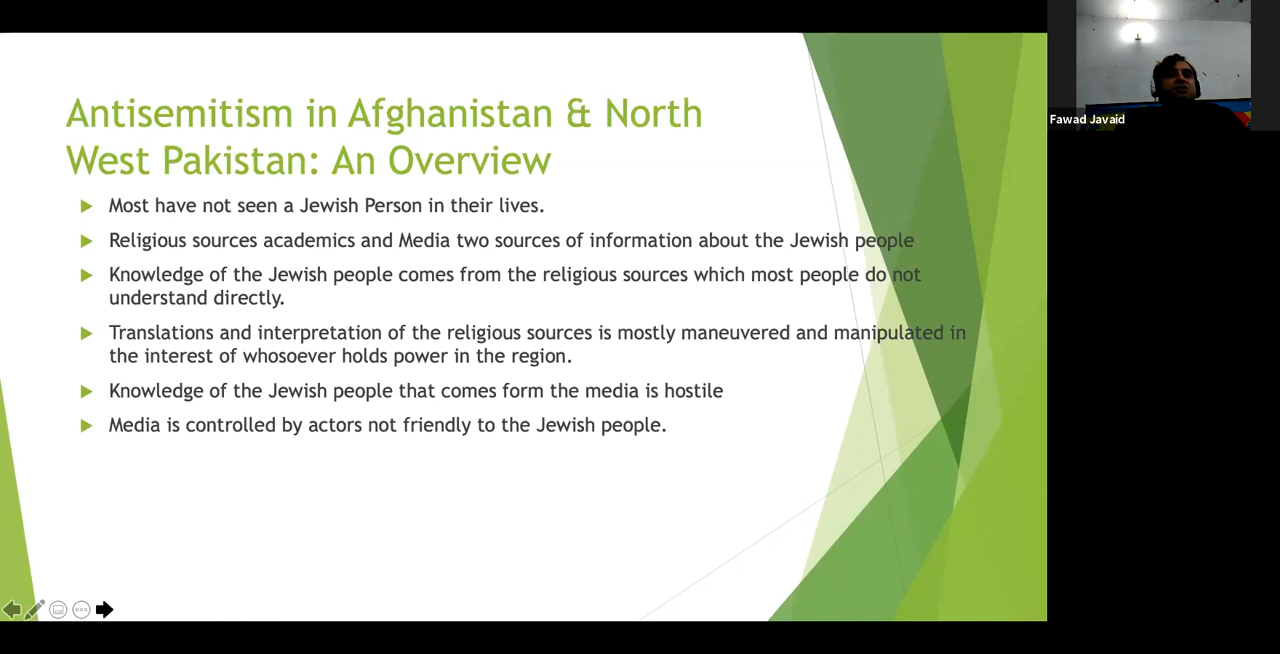 Antisemitism in Afghanistan & North
West Pakistan: An Overview
Most have not seen a Jewish Person in their lives.
Religious sources academics and Media two sources of information about the Jewish people
Knowledge of the Jewish people comes from the religious sources which most people do not
understand directly.
Translations and interpretation of the religious sources is mostly maneuvered and manipulated in
the interest of whosoever holds power in the region.
Knowledge of the Jewish people that comes form the media is hostile
Media is controlled by actors not friendly to the Jewish people.
Fawad Javaid